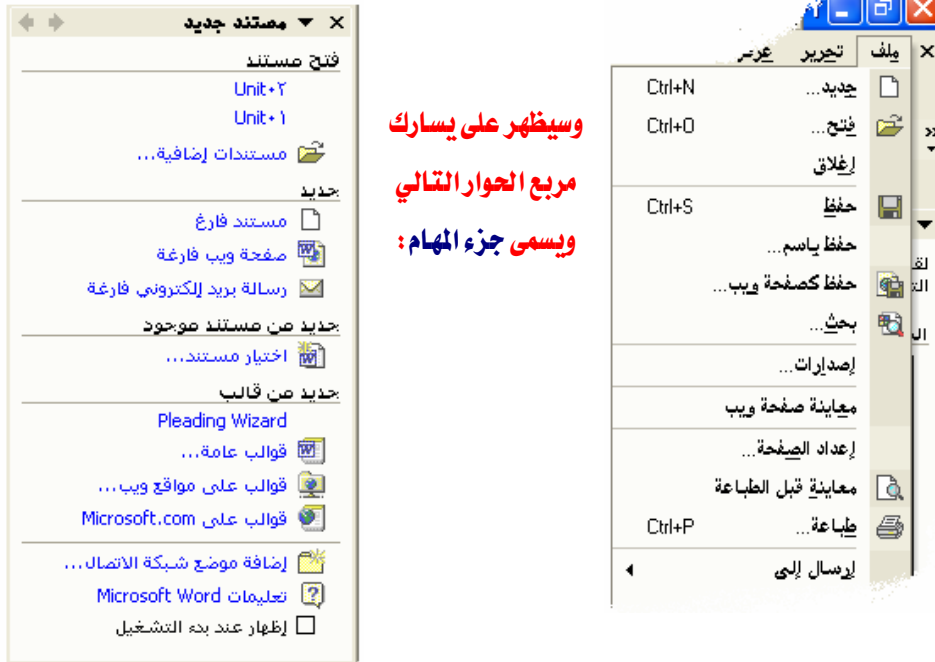 ملف تحرير عرض
جديد... Ctrl+N
فتح... Ctrl+O
إغلاق
حفظ Ctrl+S
حفظ باسم...
حفظ كصفحة ويب...
بحث...
إصدارات...
معاينة صفحة ويب
إعداد الصفحة...
معاينة قبل الطباعة
طباعة... Ctrl+P
إرسال إلى
وسيظهر على يسارك
مربع الحوار التالي
ويسمى جزء المهام :
مستند جديد
فتح مستند
Unit٠٢
Unit٠١
مستندات إضافية...
جديد
مستند فارغ
صفحة ويب فارغة
رسالة بريد إلكتروني فارغة
جديد من مستند موجود
اختيار مستند...
جديد من قالب
Pleading Wizard
قوالب عامة...
قوالب على مواقع ويب...
قوالب على Microsoft.com
إضافة موضع شبكة الاتصال...
تعليمات Microsoft Word
إظهار عند بدء التشغيل